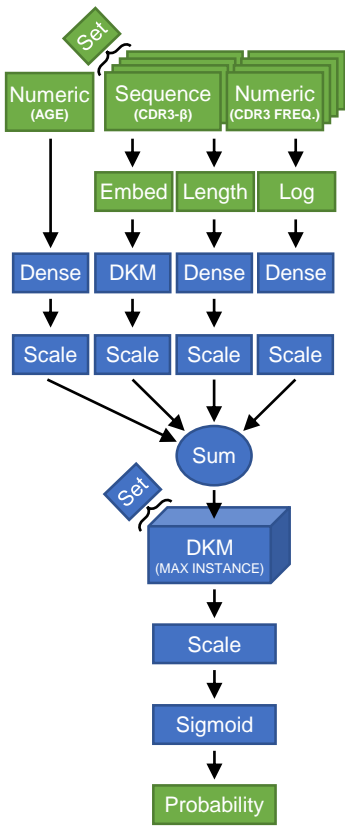 Set
Numeric
(AGE)
Sequence
(CDR3-β)
Numeric
(CDR3 FREQ.)
Embed
Length
Log
Dense
DKM
Dense
Dense
Scale
Scale
Scale
Scale
Sum
Set
DKM
(MAX INSTANCE)
Scale
Sigmoid
Probability